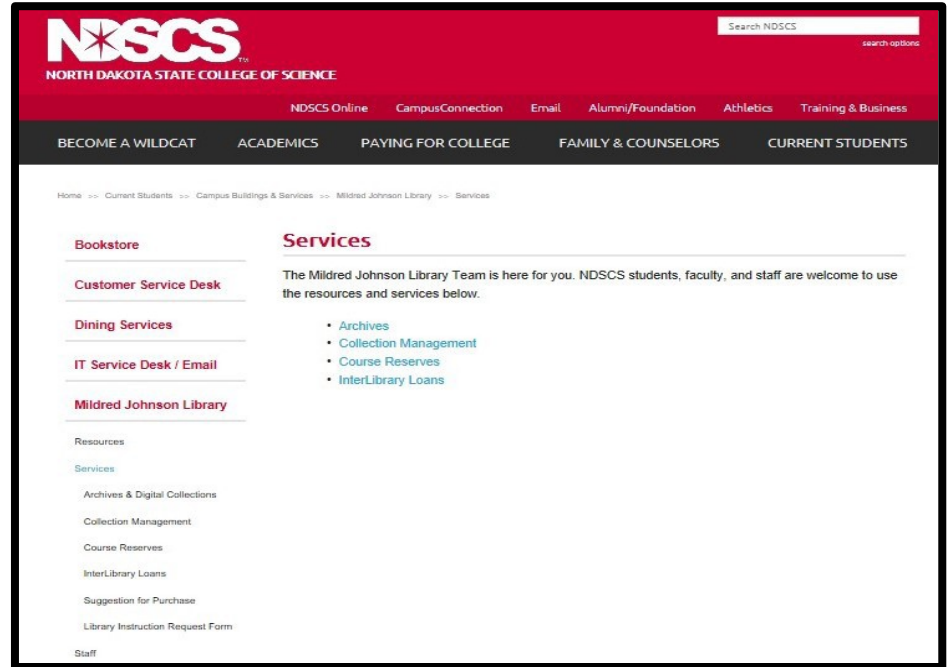 NDSCS
TM
NORTH DAKOTA STATE COLLEGE OF SCIENCE
Search NDSCS
search options
NDSCS Online CampusConnection Email Alumni/Foundation Athletics Training & Business
BECOME A WILDCAT ACADEMICS PAYING FOR COLLEGE FAMILY & COUNSELORS CURRENT STUDENTS
Home >> Current Students >> Campus Buildings & Services >> Mildred Johnson Library >> Services
Bookstore
Customer Service Desk
Dining Services
IT Service Desk / Email
Mildred Johnson Library
Resources
Services
Archives & Digital Collections
Collection Management
Course Reserves
InterLibrary Loans
Suggestion for Purchase
Library Instruction Request Form
Staff
Services
The Mildred Johnson Library Team is here for you. NDSCS students, faculty, and staff are welcome to use
the resources and services below.
• Archives
• Collection Management
• Course Reserves
• InterLibrary Loans